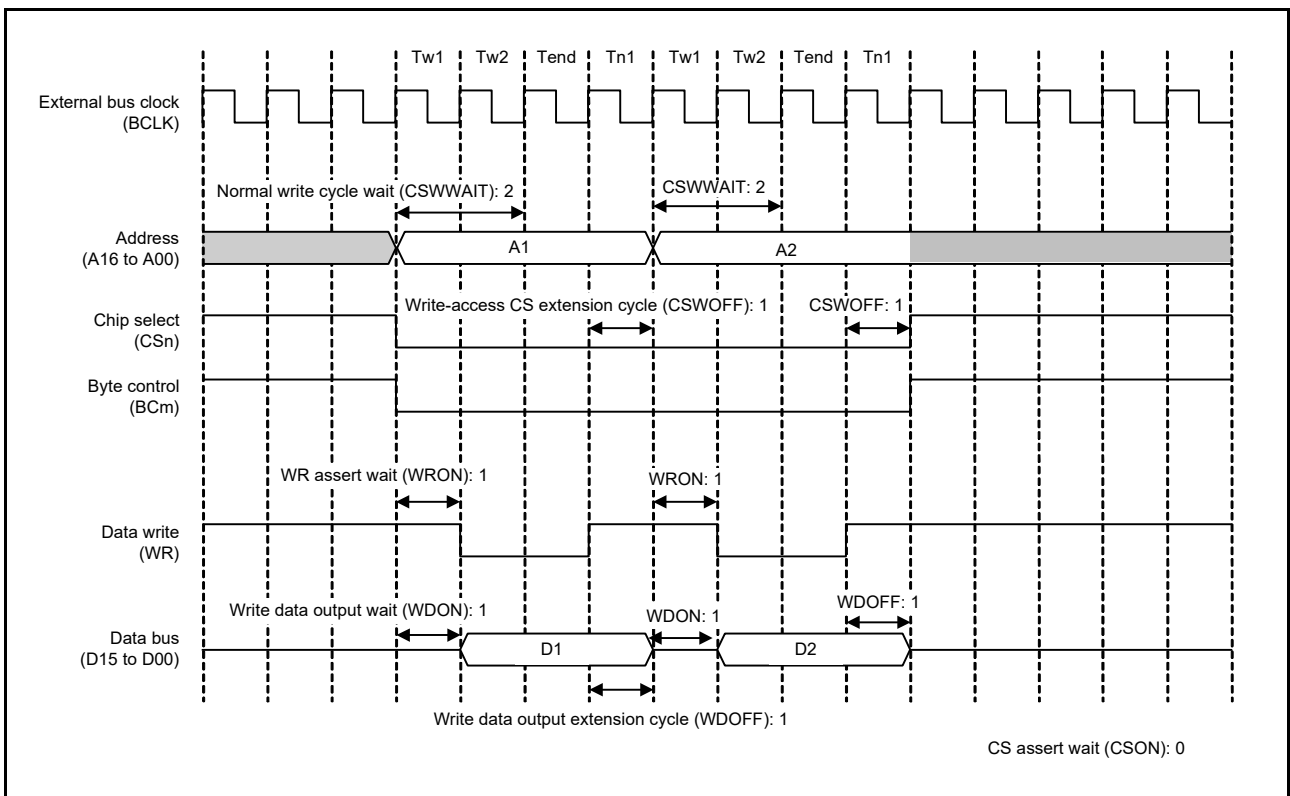 Tw1 Tw2 Tend Tn1 Tw1 Tw2 Tend Tn1
External bus clock
(BCLK)
Normal write cycle wait (CSWWAIT): 2
CSWWAIT: 2
Address
(A16 to A00)
A1
A2
Write-access CS extension cycle (CSWOFF): 1
CSWOFF: 1
Chip select
(CSn)
Byte control
(BCm)
WR assert wait (WRON): 1
WRON: 1
Data write
(WR)
Write data output wait (WDON): 1
WDON: 1
WDOFF: 1
Data bus
(D15 to D00)
D1
D2
Write data output extension cycle (WDOFF): 1
CS assert wait (CSON): 0